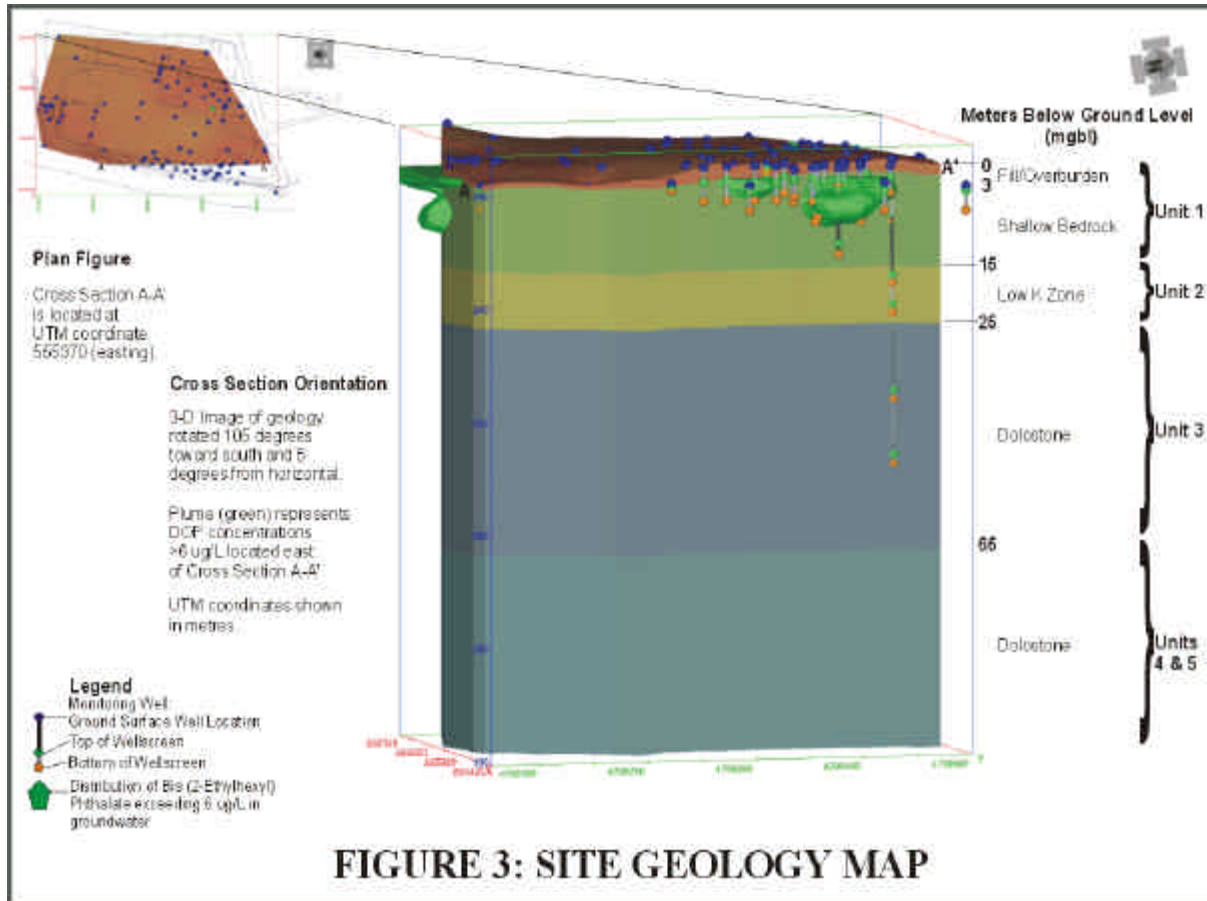 Meters Below Ground Level
(mgbl)
A'
0
3
Fill/Overburden
Shallow Bedrock
Unit 1
A
15
Low K Zone
Unit 2
25
Dolostone
Unit 3
65
Dolostone
Units
4 & 5
Plan Figure
Cross Section A-A'
is located at
UTM coordinate
(easting)
Cross Section Orientation
3-D Image of geology
rotated 105 degrees
toward south and 5
degrees from horizontal.
Plume (green) represents
concentrations
>6 ug/L located east
of Cross Section A-A'
UTM coordinates shown
in metres
Legend
Monitoring Well:
Ground Surface Well Location
Top of Wellscreen
Bottom of Wellscreen
Distribution of Bis (2-Ethylhexyl)
Phthalate exceeding 6 ug/L in
groundwater
FIGURE 3: SITE GEOLOGY MAP